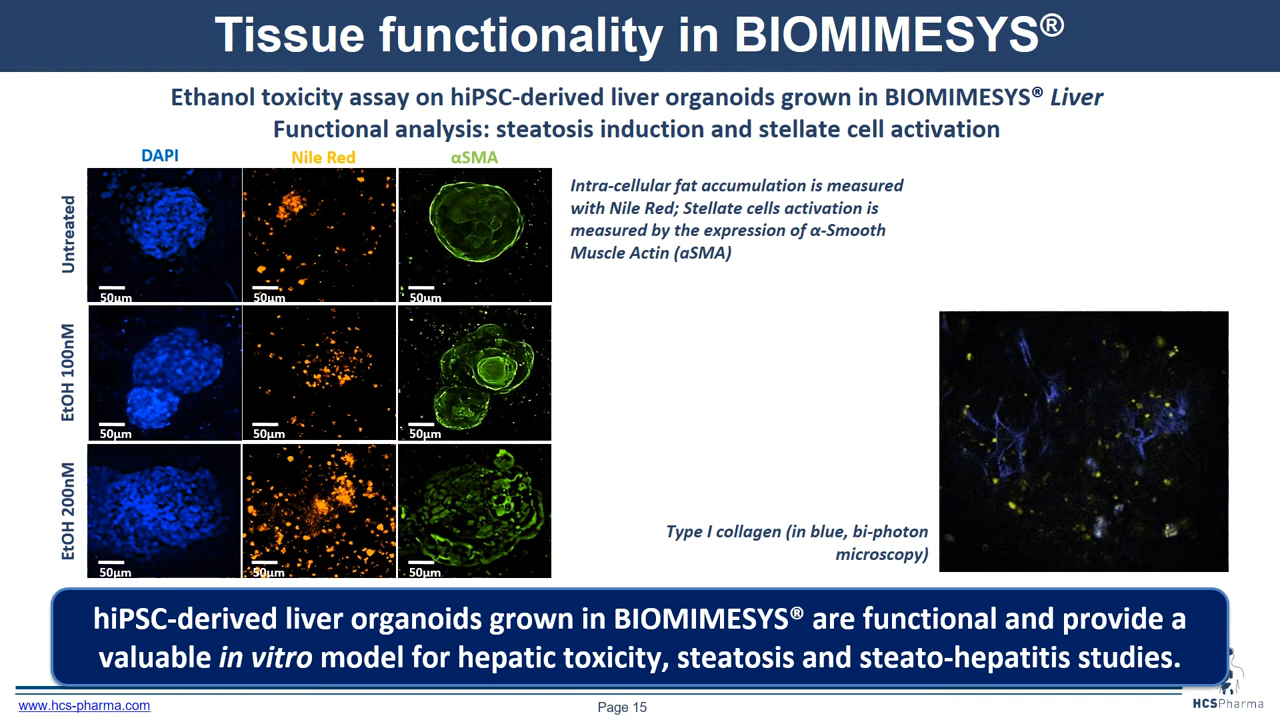 Tissue functionality in BIOMIMESYS®
Ethanol toxicity assay on hiPSC-derived liver organoids grown in BIOMIMESYS® Liver
Functional analysis: steatosis induction and stellate cell activation
DAPI
Nile Red
αSMA
Untreated
50µm
50µm
50µm
EtOH 100nM
50µm
50µm
50µm
EtOH 200nM
50µm
50µm
50µm
Intra-cellular fat accumulation is measured
with Nile Red; Stellate cells activation is
measured by the expression of α-Smooth
Muscle Actin (aSMA)
Type I collagen (in blue, bi-photon
microscopy)
hiPSC-derived liver organoids grown in BIOMIMESYS® are functional and provide a
valuable in vitro model for hepatic toxicity, steatosis and steato-hepatitis studies.
www.hcs-pharma.com
Page 15
HCSPharma